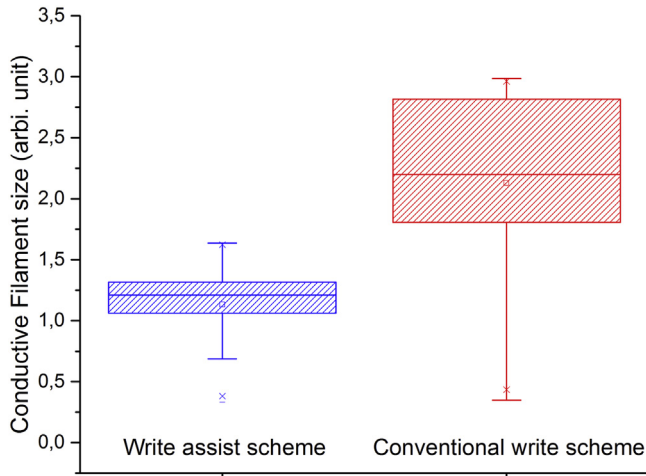 Conductive Filament size (arbi. unit)
3,5
3,0
2,5
2,0
1,5
1,0
0,5
0,0
Write assist scheme
Conventional write scheme